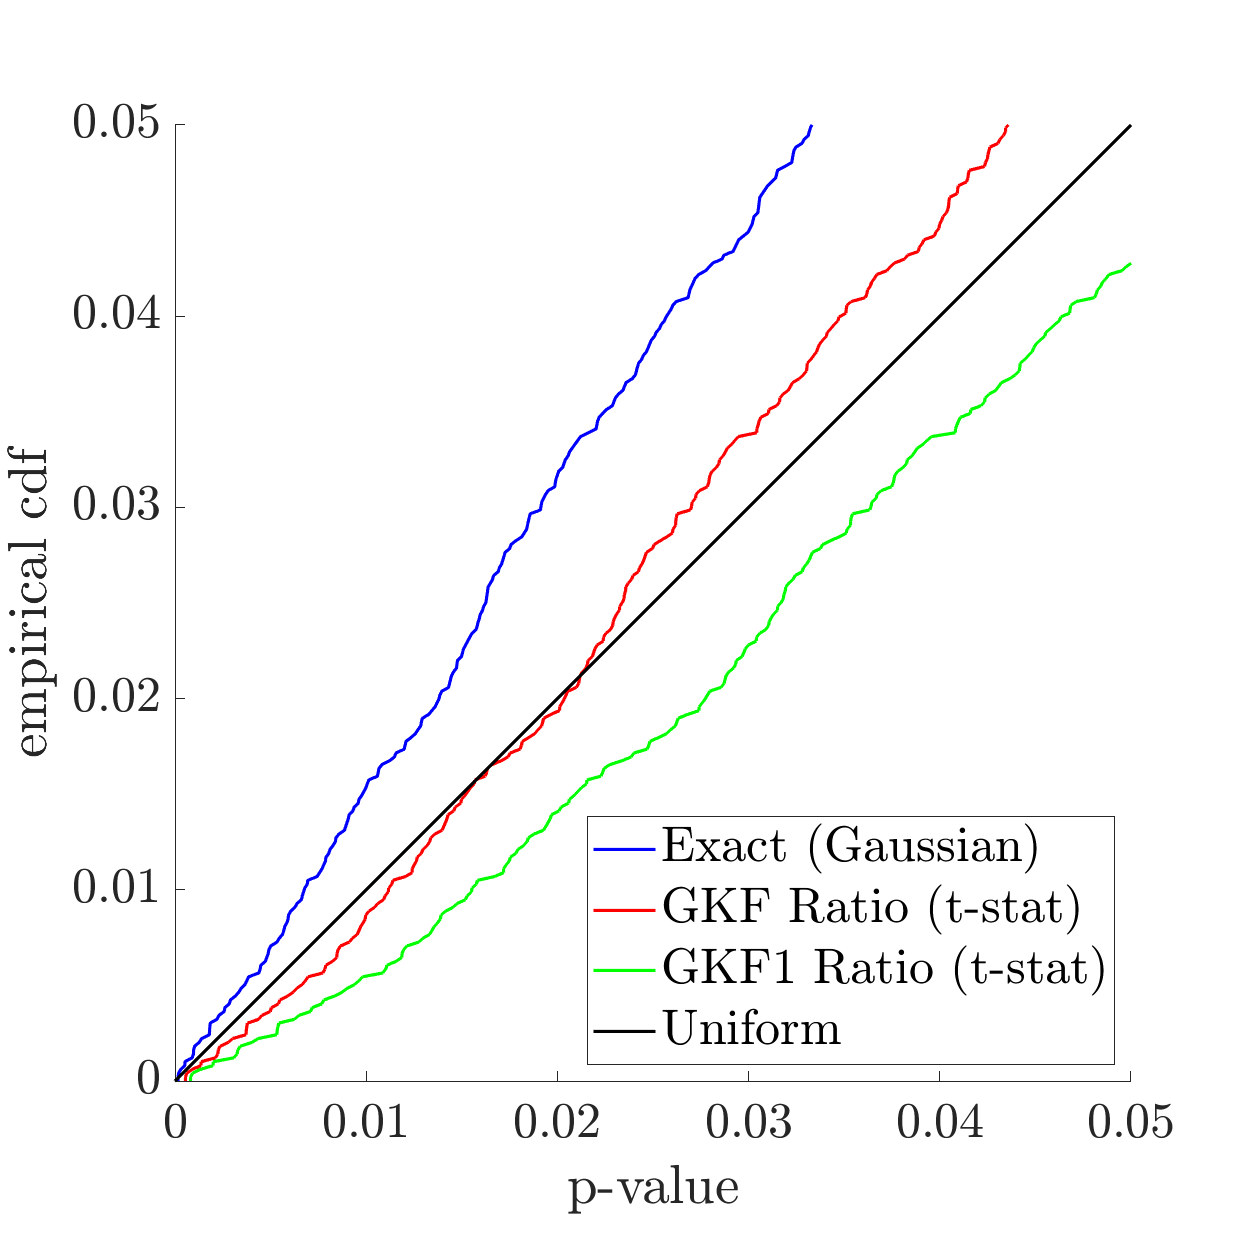 0.05
0.04
0.03
0.02
0.01
0
empirical cdf
Exact (Gaussian)
GKF Ratio (t-stat)
GKF1 Ratio (t-stat)
Uniform
0 0.01 0.02 0.03 0.04 0.05
p-value